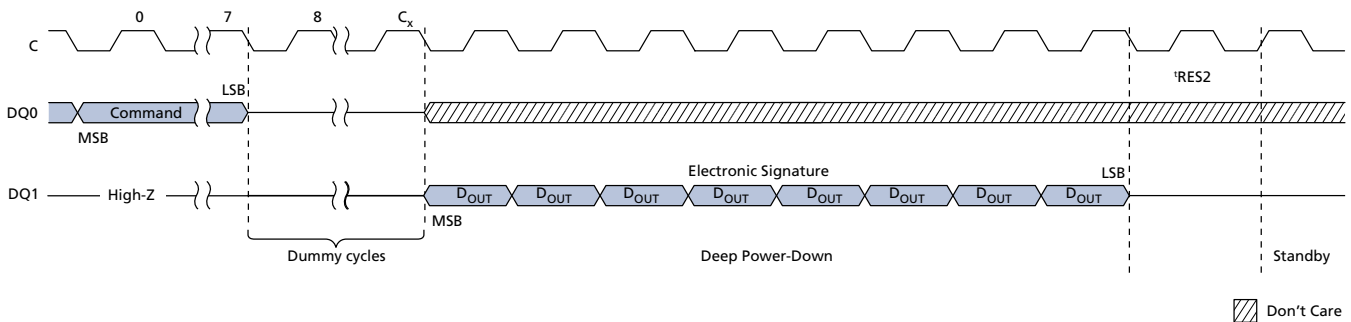 0 7 8 Cx
C
tRES2
LSB
DQ0 Command
MSB
Electronic Signature LSB
DQ1 High-Z DOUT DOUT DOUT DOUT DOUT DOUT DOUT DOUT
MSB
Dummy cycles Deep Power-Down Standby
Don't Care